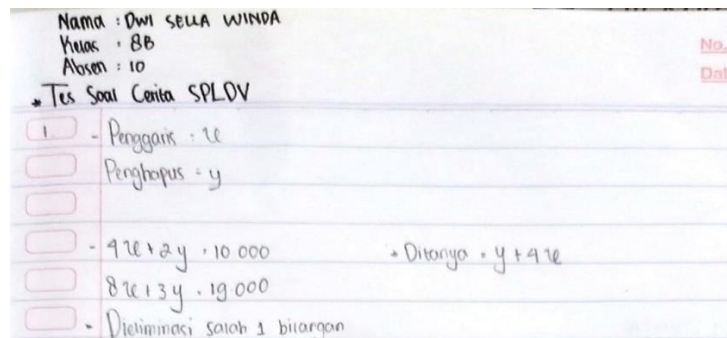 Nama : DWI SELLA WINDA
Kelas : 8B
Absen : 10
No.
* Tes Soal Cerita SPLDV
1 - Penggaris = x
Penghapus = y
- 4x + 2y = 10 000 * Ditanya = y + 4x
8x + 3y = 19.000
- Dieliminasi salah 1 bilangan